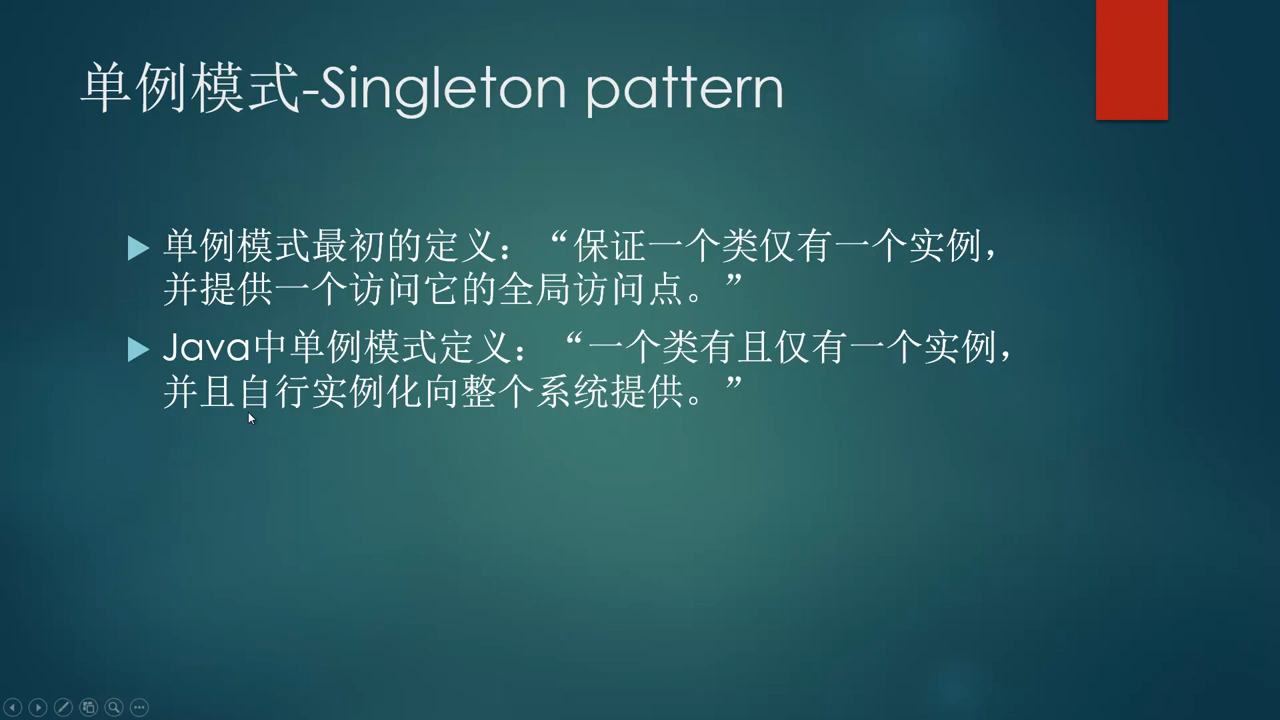 单例模式-Singleton pattern
单例模式最初的定义：“保证一个类仅有一个实例，
并提供一个访问它的全局访问点。”
Java中单例模式定义：“一个类有且仅有一个实例，
并且自行实例化向整个系统提供。”